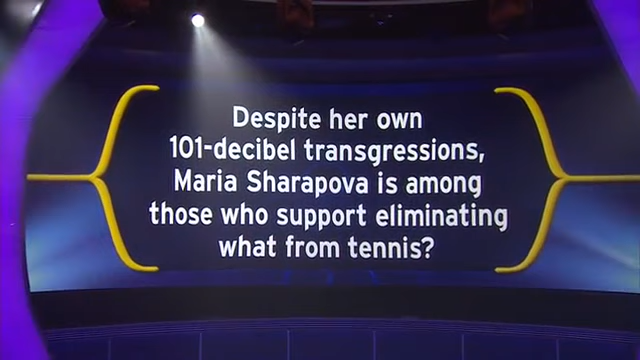 Despite her own
101-decibel transgressions,
Maria Sharapova is among
those who support eliminating
what from tennis?